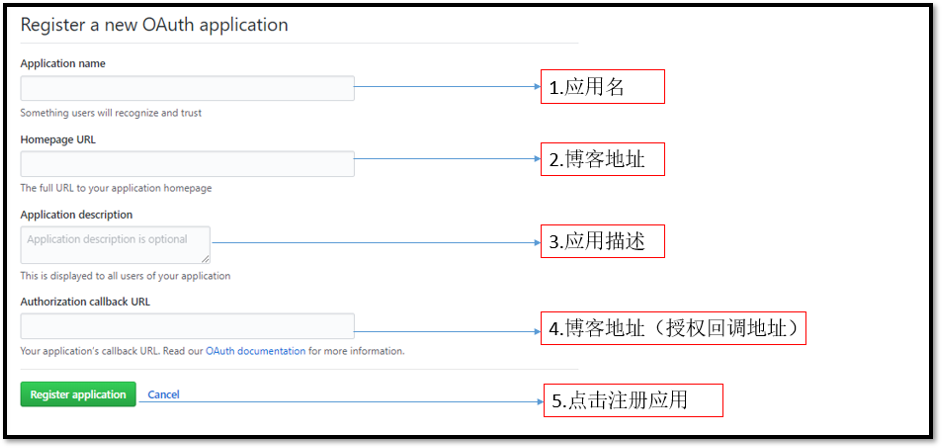 Register a new OAuth application
Application name
1.应用名
Something users will recognize and trust
Homepage URL
2.博客地址
The full URL to your application homepage
Application description
Application description is optional
3.应用描述
This is displayed to all users of your application
Authorization callback URL
4.博客地址（授权回调地址）
Your application's callback URL. Read our OAuth documentation for more information.
Register application Cancel
5.点击注册应用